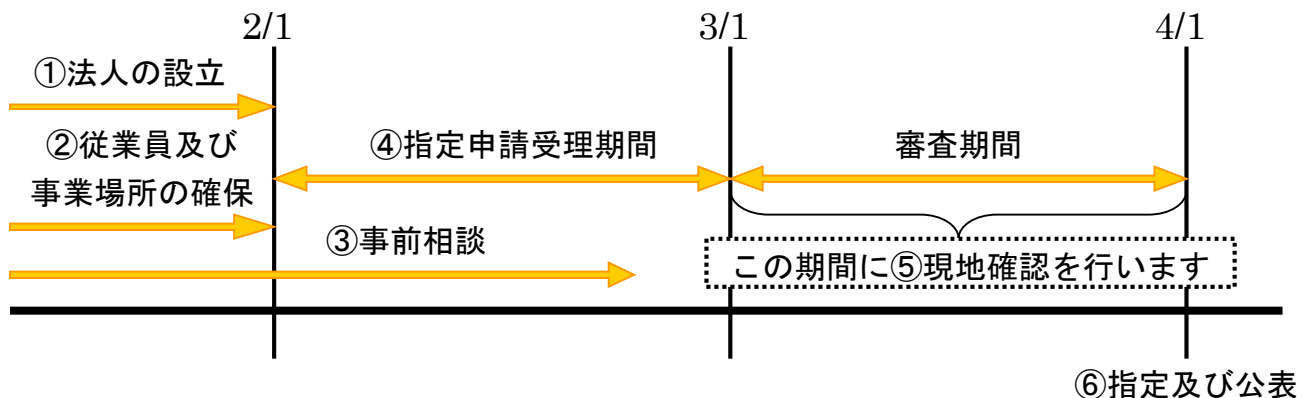 2/1
3/1
4/1
①法人の設立
②従業員及び
事業場所の確保
④指定申請受理期間
審査期間
③事前相談
この期間に⑤現地確認を行います
⑥指定及び公表